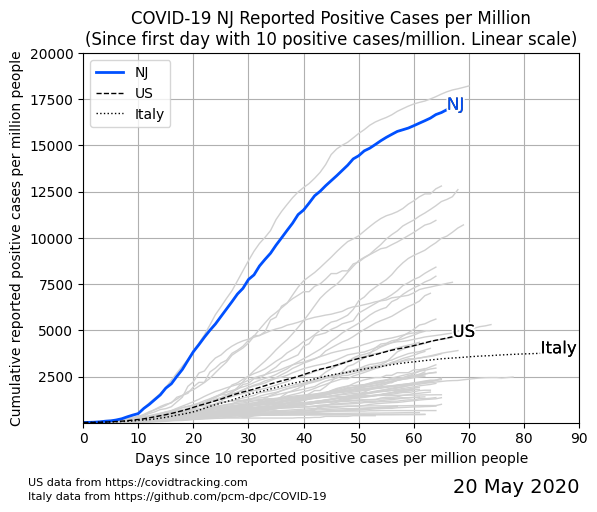 COVID-19 NJ Reported Positive Cases per Million
(Since first day with 10 positive cases/million. Linear scale)
Cumulative reported positive cases per million people
20000
17500
15000
12500
10000
7500
5000
2500
NJ
US
Italy
NJ
US
Italy
0 10 20 30 40 50 60 70 80 90
Days since 10 reported positive cases per million people
US data from https://covidtracking.com
Italy data from https://github.com/pcm-dpc/COVID-19
20 May 2020